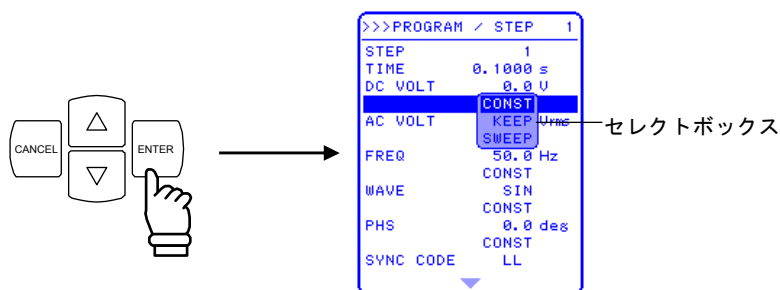 CANCEL
ENTER
>>>PROGRAM / STEP 1
STEP 1
TIME 0.1000 s
DC VOLT 0.0 V
CONST
AC VOLT KEEP Vrms
SWEEP
FREQ 50.0 Hz
CONST
WAVE SIN
CONST
PHS 0.0 deg
CONST
SYNC CODE LL
セレクトボックス